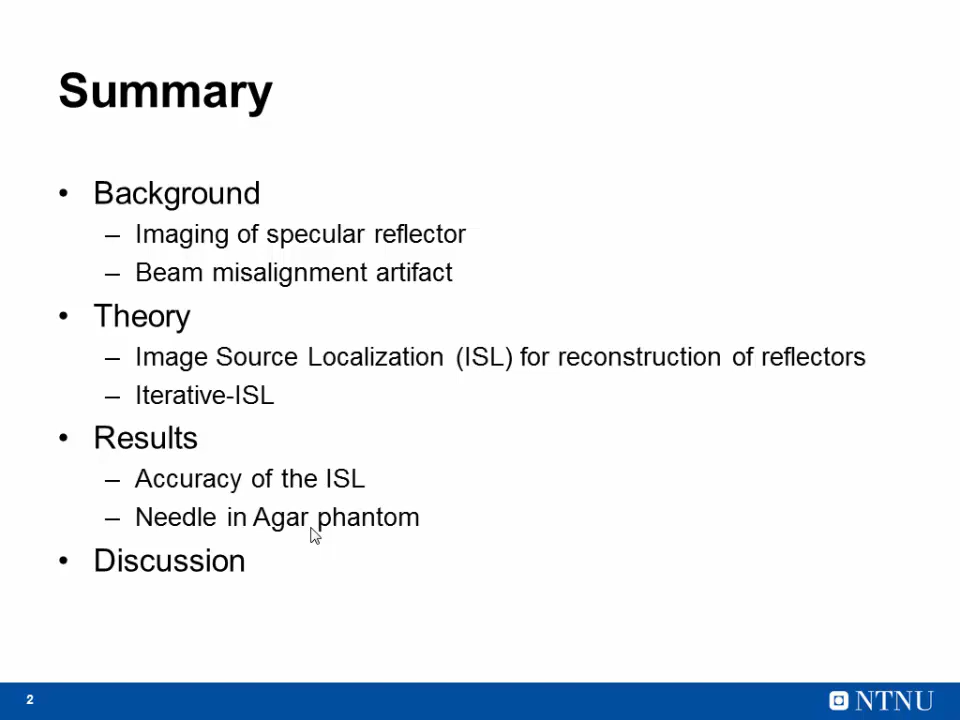 Summary
• Background
– Imaging of specular reflector
– Beam misalignment artifact
• Theory
– Image Source Localization (ISL) for reconstruction of reflectors
– Iterative-ISL
• Results
– Accuracy of the ISL
– Needle in Agar phantom
• Discussion
2
NTNU